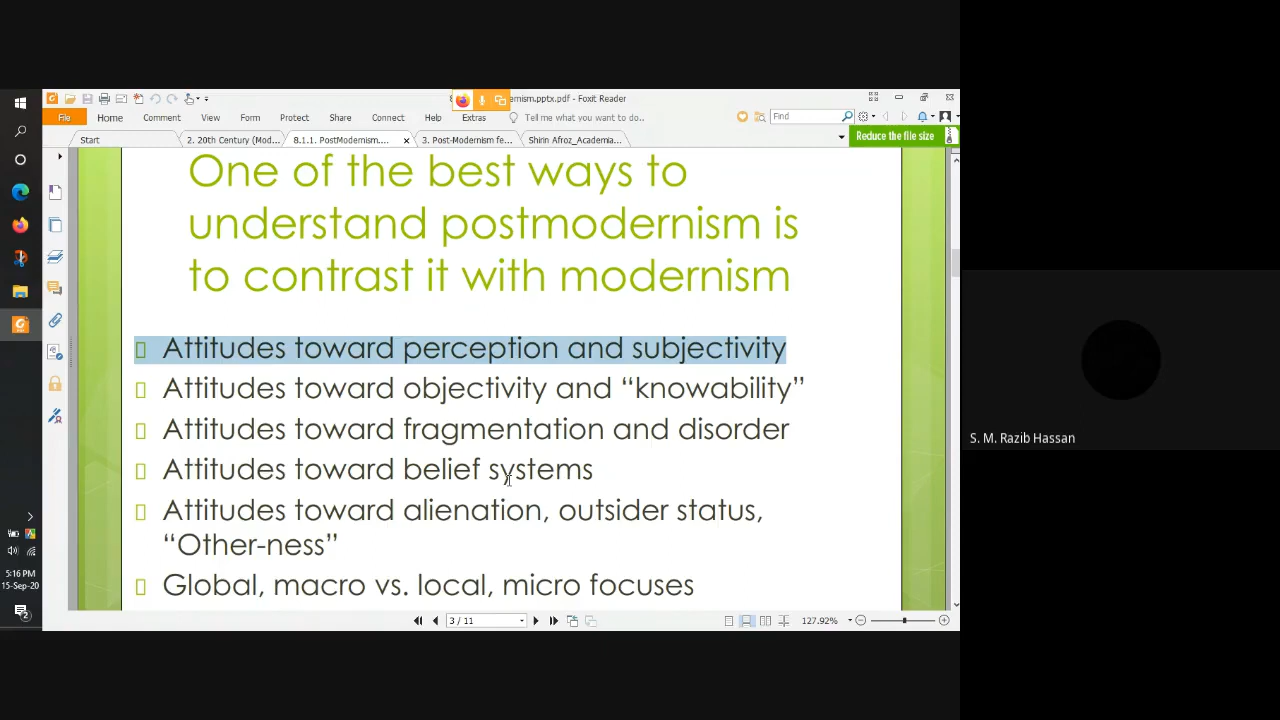 emism.pptx.pdf - Foxit Reader
File Home Comment View Form Protect Share Connect Help Extras Tell me what you want to do... Find
Reduce the file size
Start 2. 20th Century (Mod... 8.1.1. PostModernism.... 3. Post-Modernism fe... Shirin Afroz_Academia...
One of the best ways to
understand postmodernism is
to contrast it with modernism
Attitudes toward perception and subjectivity
Attitudes toward objectivity and “knowability”
Attitudes toward fragmentation and disorder
Attitudes toward belief systems
Attitudes toward alienation, outsider status,
“Other-ness”
Global, macro vs. local, micro focuses
5:16 PM
15-Sep-20
2
3 / 11
127.92%
S. M. Razib Hassan